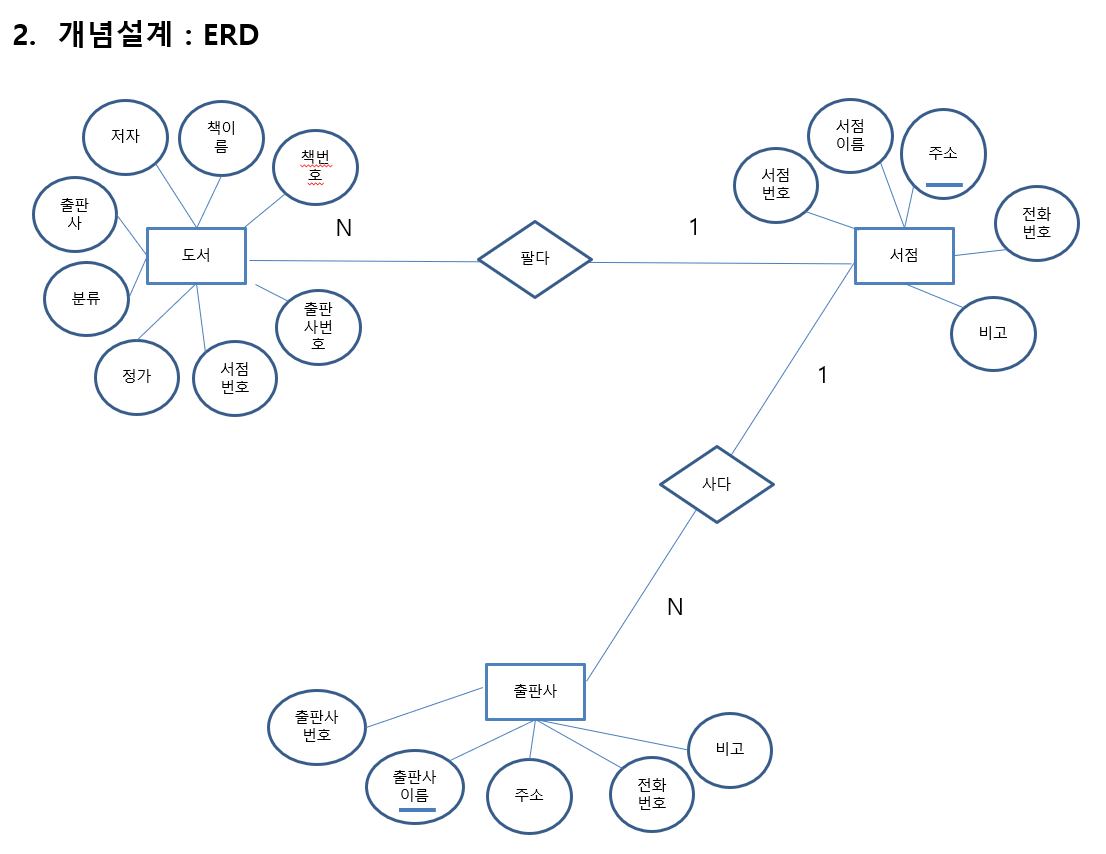 2. 개념설계 : ERD
저자
책이
름
책번
호
출판
사
도서
분류
정가
서점
번호
출판
사번
호
N
팔다
1
서점
번호
서점
이름
주소
전화
번호
서점
비고
1
사다
N
출판사
출판사
번호
출판사
이름
주소
전화
번호
비고